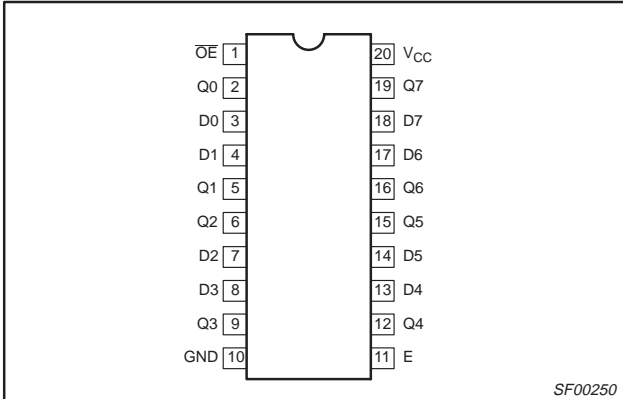 O̅E̅ 1 20 VCC
Q0 2 19 Q7
D0 3 18 D7
D1 4 17 D6
Q1 5 16 Q6
Q2 6 15 Q5
D2 7 14 D5
D3 8 13 D4
Q3 9 12 Q4
GND 10 11 E
SF00250